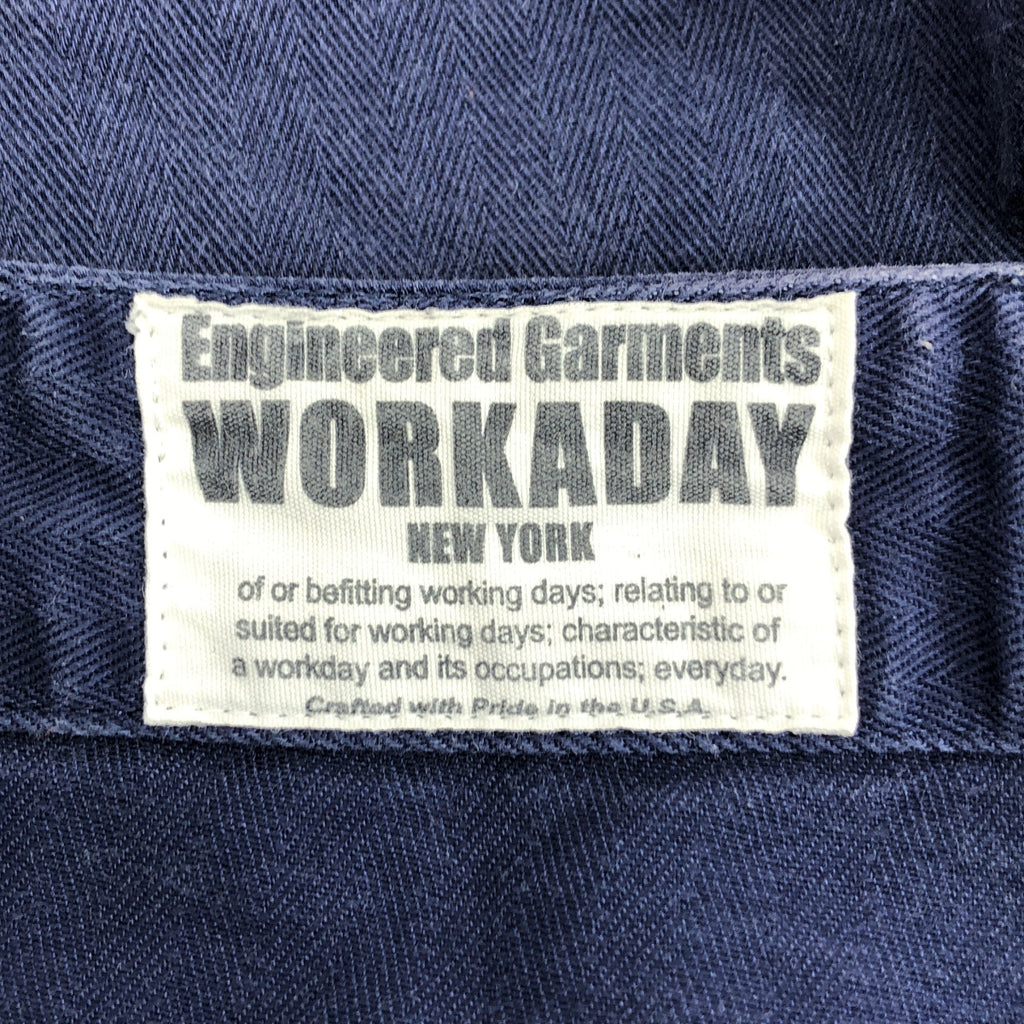 Engineered Garments
WORKADAY
NEW YORK
of or befitting working days; relating to or
suited for working days; characteristic of
a workday and its occupations; everyday.
Crafted with Pride in the U.S.A.